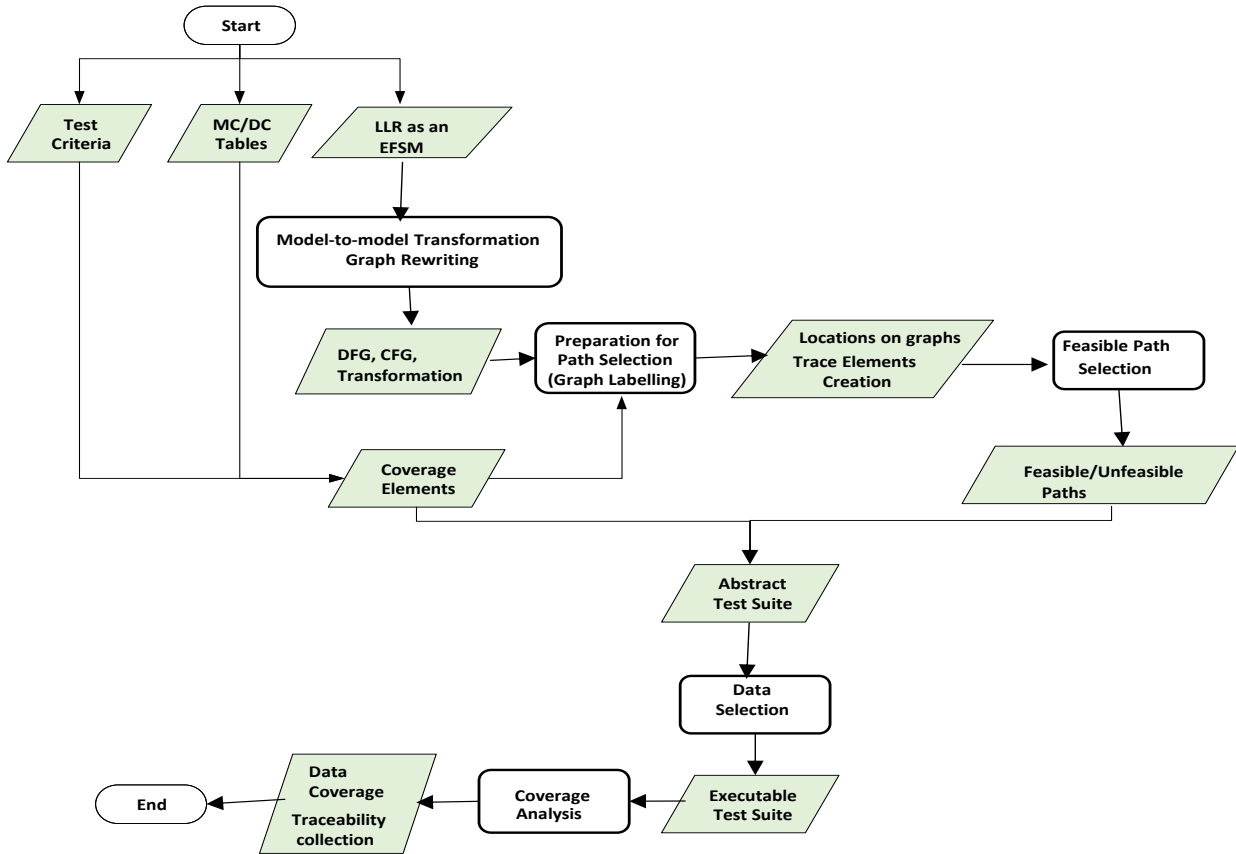 Start
Test
Criteria
MC/DC
Tables
LLR as an
EFSM
Model-to-model Transformation
Graph Rewriting
DFG, CFG,
Transformation
Preparation for
Path Selection
(Graph Labelling)
Locations on graphs
Trace Elements
Creation
Feasible Path
Selection
Coverage
Elements
Feasible/Unfeasible
Paths
Abstract
Test Suite
Data
Selection
Executable
Test Suite
Coverage
Analysis
Data
Coverage
Traceability
collection
End